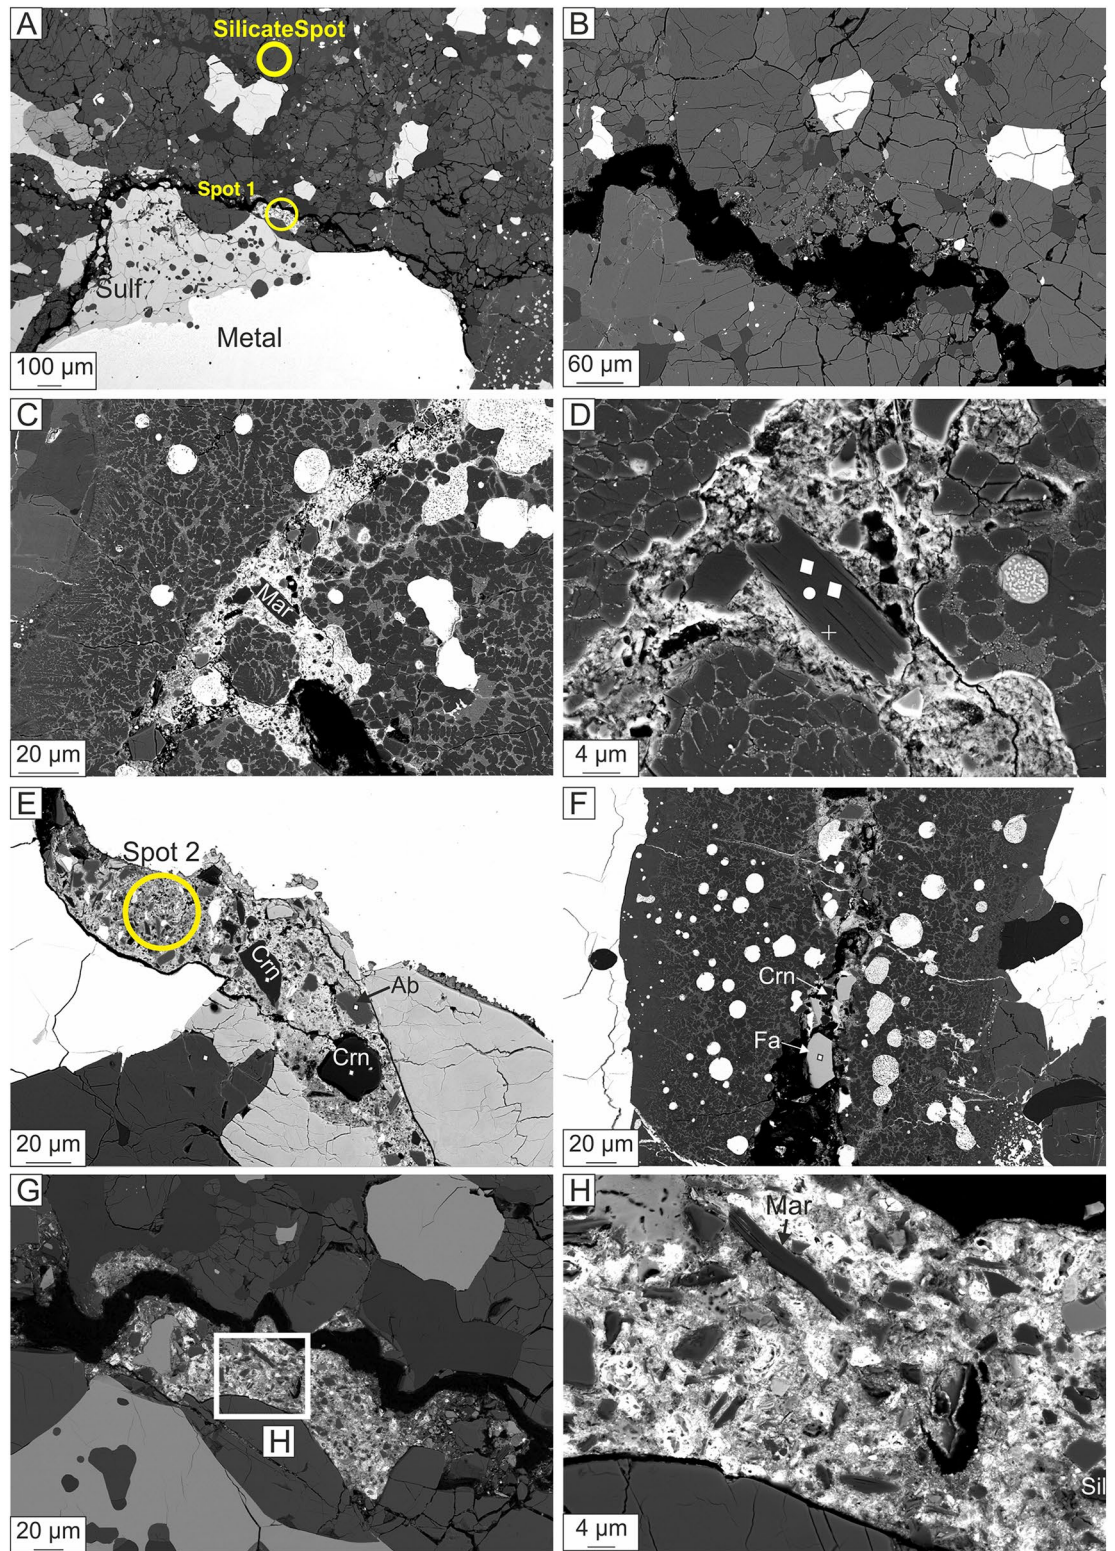 A
SilicateSpot
Spot 1
Sulf
Metal
100 µm
B
60 µm
C
Mar
20 µm
D
4 µm
E
Spot 2
Crn
Ab
Crn
20 µm
F
Crn
Fa
20 µm
G
H
20 µm
H
Mar
Sil
4 µm